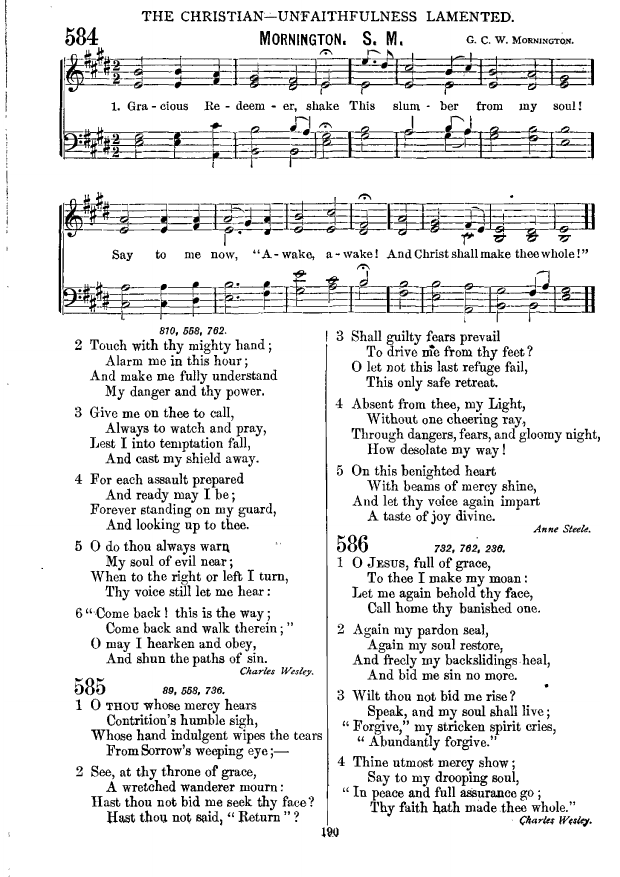 THE CHRISTIAN—UNFAITHFULNESS LAMENTED.
584 MORNINGTON. S. M. G. C. W. MORNINGTON.
1. Gra - cious Re - deem - er, shake This slum - ber from my soul!
Say to me now, "A - wake, a - wake! And Christ shall make thee whole!"
810, 558, 762.
2 Touch with thy mighty hand;
Alarm me in this hour;
And make me fully understand
My danger and thy power.
3 Give me on thee to call,
Always to watch and pray,
Lest I into temptation fall,
And cast my shield away.
4 For each assault prepared
And ready may I be;
Forever standing on my guard,
And looking up to thee.
5 O do thou always warn
My soul of evil near;
When to the right or left I turn,
Thy voice still let me hear:
6 "Come back! this is the way;
Come back and walk therein;"
O may I hearken and obey,
And shun the paths of sin.
Charles Wesley.
585 89, 558, 736.
1 O THOU whose mercy hears
Contrition's humble sigh,
Whose hand indulgent wipes the tears
From Sorrow's weeping eye;—
2 See, at thy throne of grace,
A wretched wanderer mourn:
Hast thou not bid me seek thy face?
Hast thou not said, "Return"?
3 Shall guilty fears prevail
To drive me from thy feet?
O let not this last refuge fail,
This only safe retreat.
4 Absent from thee, my Light,
Without one cheering ray,
Through dangers, fears, and gloomy night,
How desolate my way!
5 On this benighted heart
With beams of mercy shine,
And let thy voice again impart
A taste of joy divine.
Anne Steele.
586 732, 762, 236.
1 O JESUS, full of grace,
To thee I make my moan:
Let me again behold thy face,
Call home thy banished one.
2 Again my pardon seal,
Again my soul restore,
And freely my backslidings heal,
And bid me sin no more.
3 Wilt thou not bid me rise?
Speak, and my soul shall live;
"Forgive," my stricken spirit cries,
"Abundantly forgive."
4 Thine utmost mercy show;
Say to my drooping soul,
"In peace and full assurance go;
Thy faith hath made thee whole."
Charles Wesley.
190